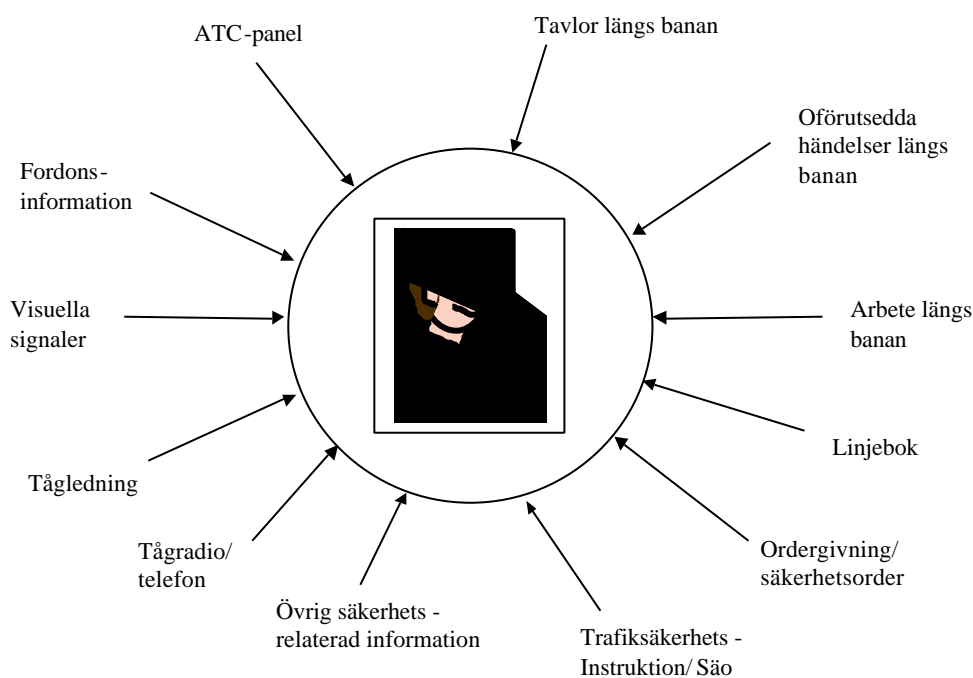 ATC-panel
Tavlor längs banan
Oförutsedda
händelser längs
banan
Fordons-
information
Visuella
signaler
Arbete längs
banan
Linjebok
Tågledning
Tågradio/
telefon
Ordergivning/
säkerhetsorder
Övrig säkerhets -
relaterad information
Trafiksäkerhets -
Instruktion/ Säo